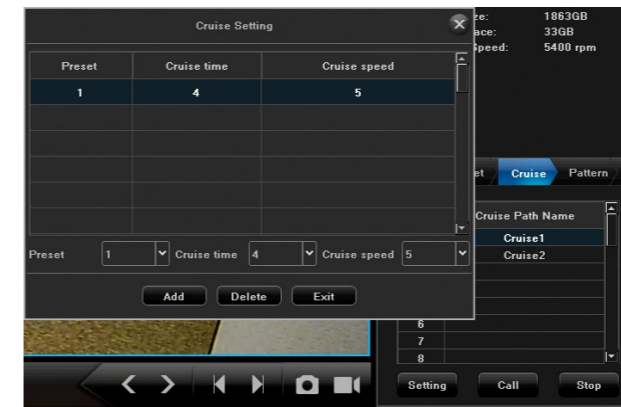 Cruise Setting
ze: 1863GB
ace: 33GB
Speed: 5400 rpm
Preset Cruise time Cruise speed
1 4 5
et Cruise Pattern
Cruise Path Name
Cruise1
Cruise2
Preset 1 Cruise time 4 Cruise speed 5
Add Delete Exit
6
7
8
Setting Call Stop